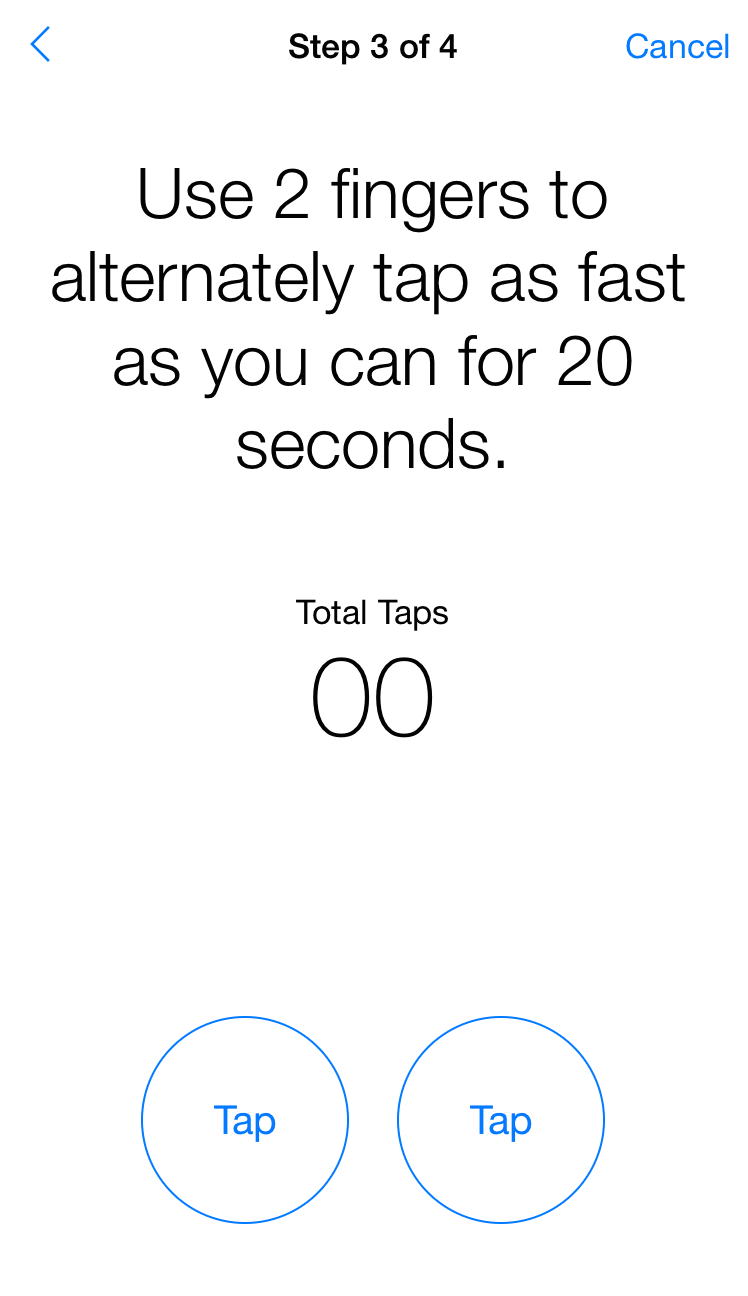 Step 3 of 4
Cancel
Use 2 fingers to
alternately tap as fast
as you can for 20
seconds.
Total Taps
00
Tap
Tap